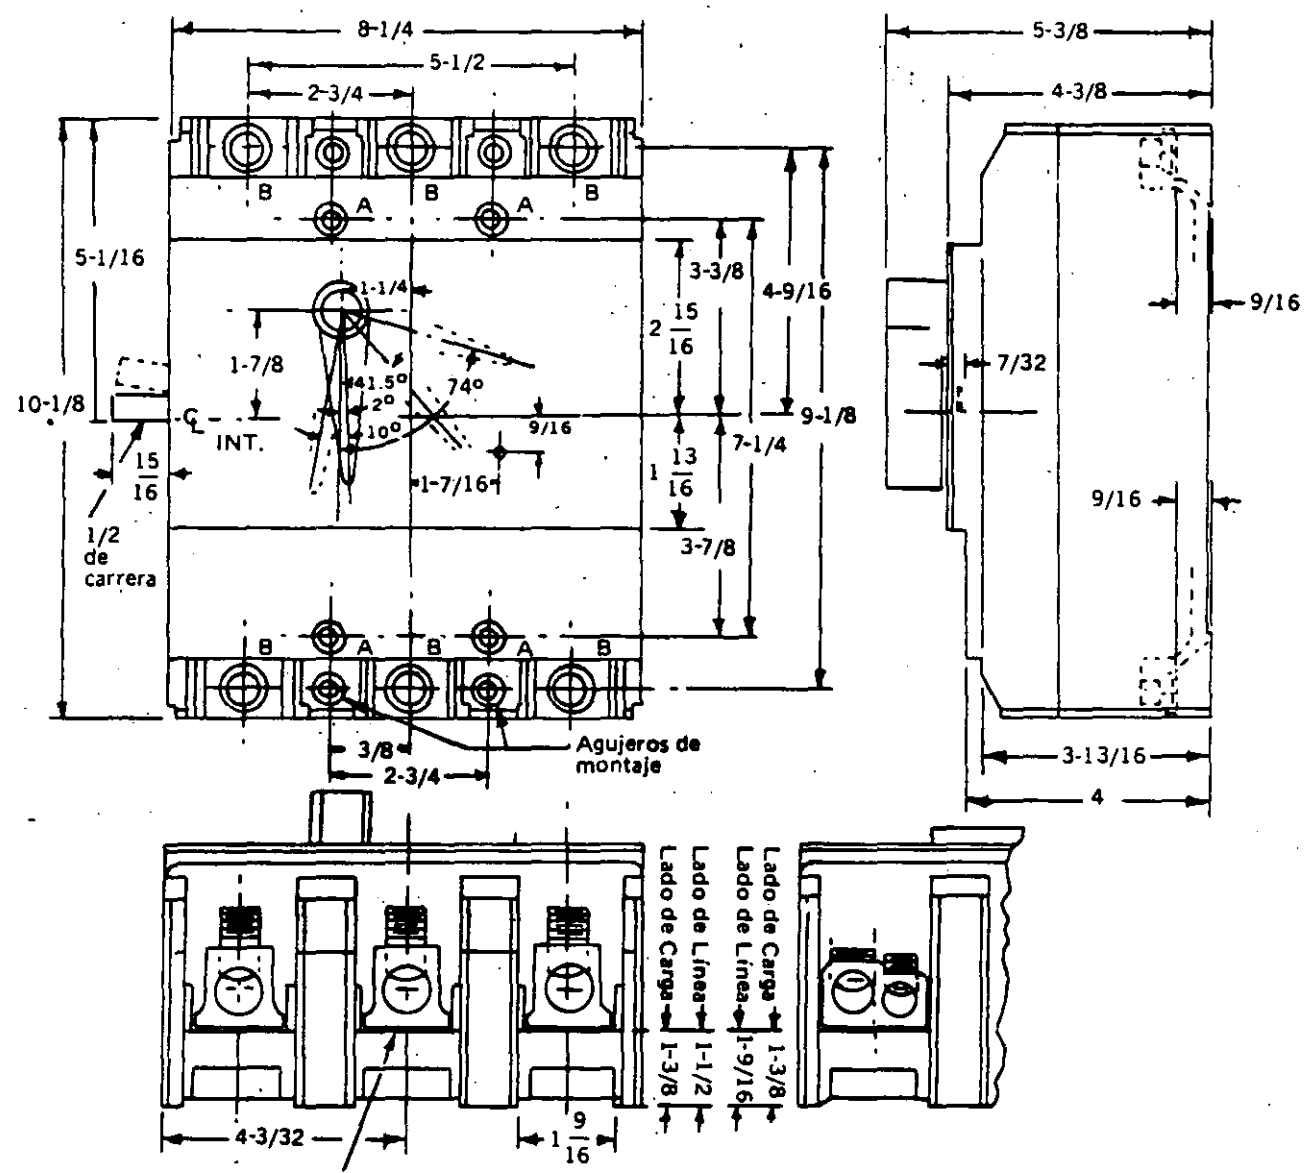 8-1/4
5-1/2
2-3/4
5-3/8
4-3/8
B
B
B
A
A
5-1/16
1-1/4
3-3/8
4-9/16
2 15/16
9/16
1-7/8
7/32
41.5°
74°
2°
10°
10-1/8
C
L
INT.
9/16
9-1/8
7-1/4
15/16
1-7/16
1 13/16
9/16
1/2
de
carrera
3-7/8
B
A
B
A
B
3/8
2-3/4
Agujeros de
montaje
3-13/16
4
Lado de Carga 1-3/8
Lado de Línea 1-1/2
Lado de Línea 1-9/16
Lado de Carga 1-3/8
4-3/32
1 9/16